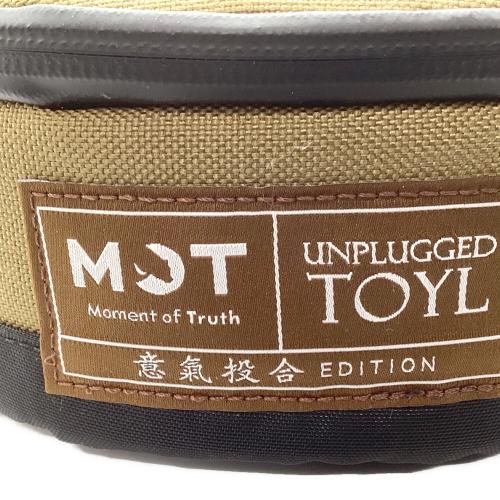 MOT
Moment of Truth
UNPLUGGED
TOYL
意氣投合 EDITION